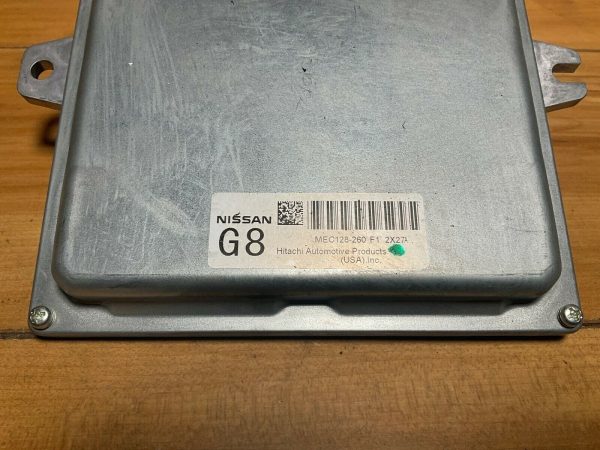 NISSAN
G8
MEC128-260 F1 2X27A
Hitachi Automotive Products
(USA),Inc.